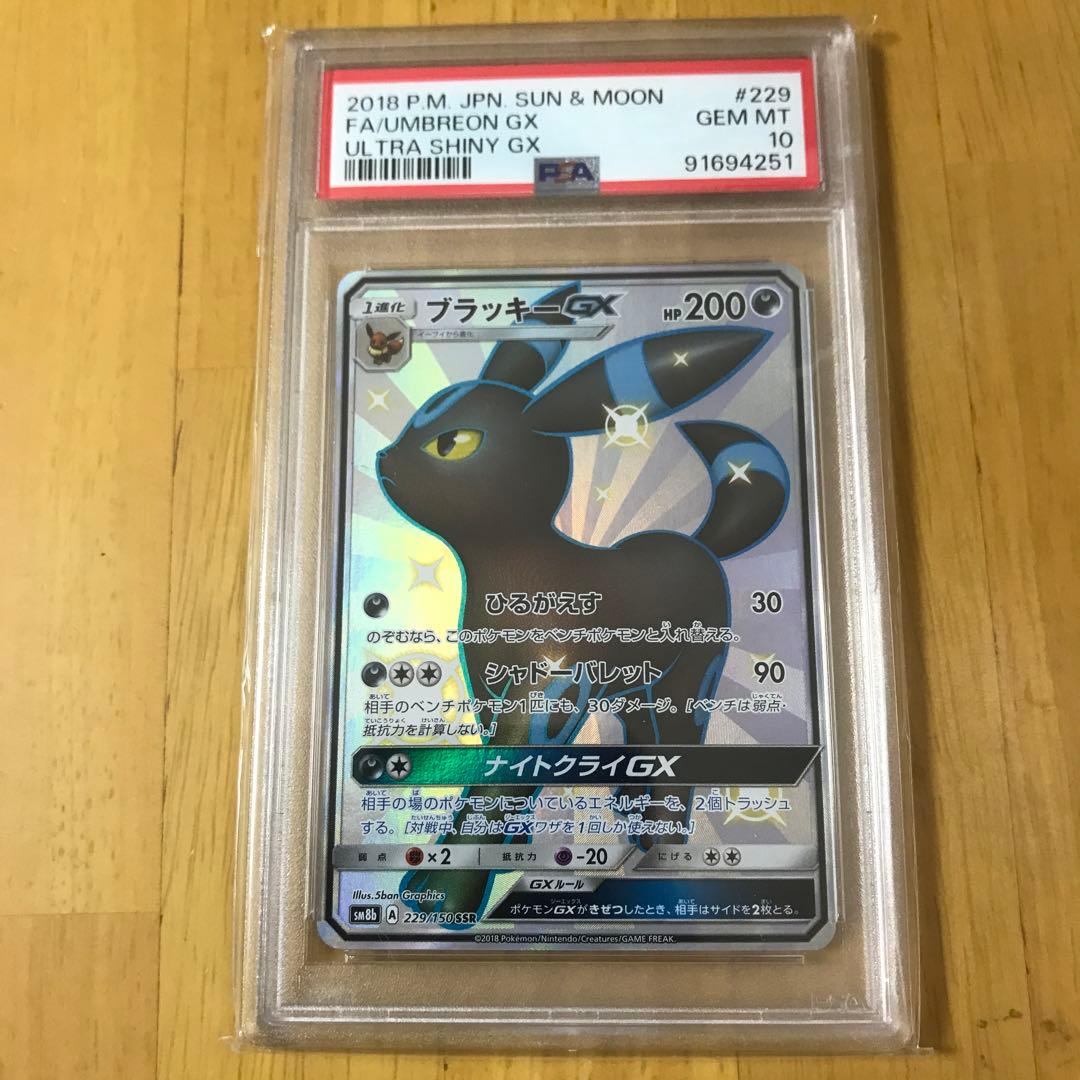 2018 P.M. JPN. SUN & MOON #229
FA/UMBREON GX GEM MT
ULTRA SHINY GX 10
PSA 91694251
1進化 ブラッキーGX HP 200
イーブイから進化
ひるがえす 30
のぞむなら、このポケモンをベンチポケモンと入れ替える。
シャドーバレット 90
相手のベンチポケモン1匹にも、30ダメージ。[ベンチは弱点・
抵抗力を計算しない。]
ナイトクライGX
相手の場のポケモンについているエネルギーを、2個トラッシュ
する。[対戦中、自分はGXワザを1回しか使えない。]
弱点 ×2 抵抗力 -20 にげる
Illus.5ban Graphics GXルール
sm8b A 229/150 SSR ポケモンGXがきぜつしたとき、相手はサイドを2枚とる。
©2018 Pokémon/Nintendo/Creatures/GAME FREAK.